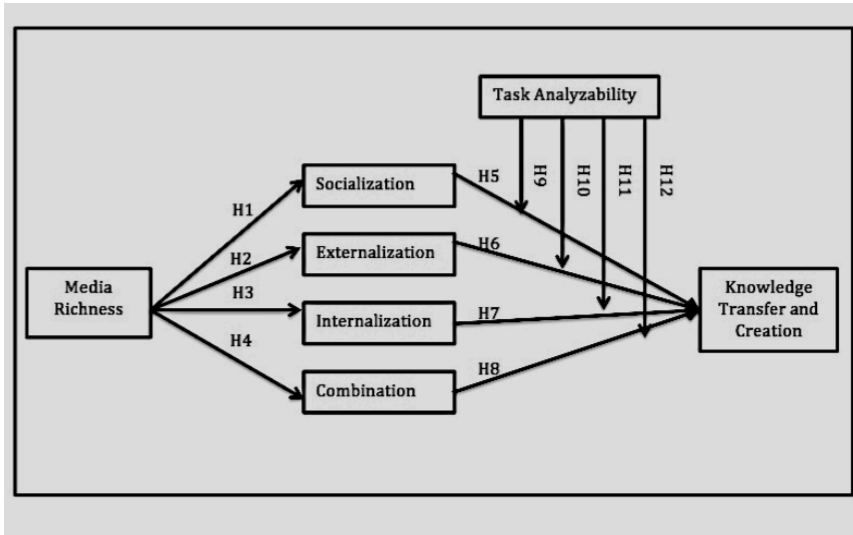 Task Analyzability
H9
H10
H11
H12
Socialization
H5
H1
Externalization
H6
H2
Media
Richness
H3
Internalization
H7
H4
Combination
H8
Knowledge
Transfer and
Creation